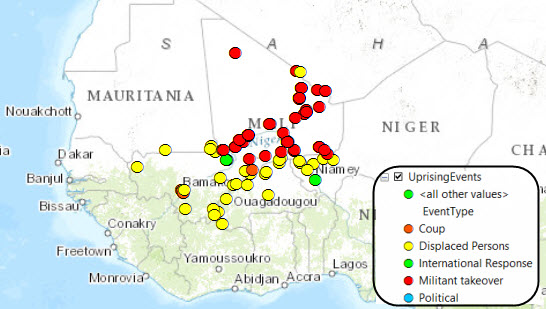 S A H A
MAURITANIA
Nouakchott
MALI
Niger
NIGER
CHA
Dakar
Banjul
Bamako
Niamey
Bissau
Ouagadougou
Conakry
Freetown
Yamoussoukro
Monrovia
Abidjan
Accra
Lagos
UprisingEvents
<all other values>
EventType
Coup
Displaced Persons
International Response
Militant takeover
Political